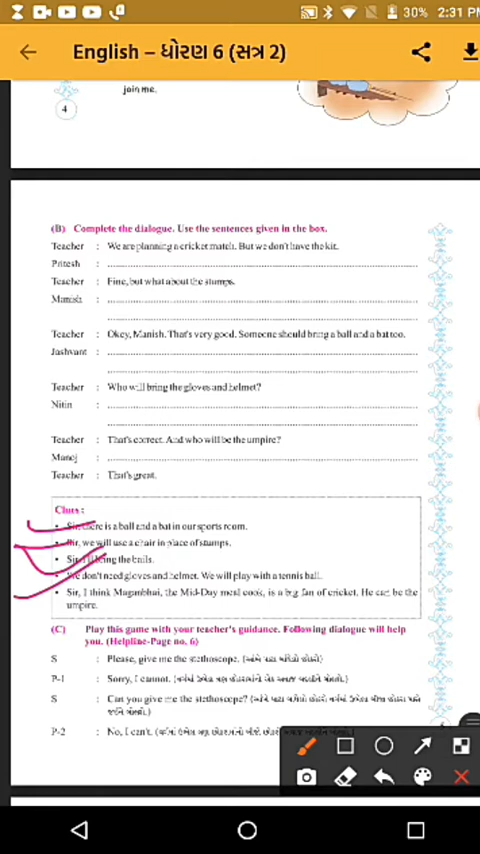 30% 2:31 PM
English – ધોરણ 6 (સત્ર 2)
join me.
4
(B) Complete the dialogue. Use the sentences given in the box.
Teacher : We are planning a cricket match. But we don't have the kit.
Pritesh :
Teacher : Fine, but what about the stumps.
Manish :
Teacher : Okey, Manish. That's very good. Someone should bring a ball and a bat too.
Jashvant :
Teacher : Who will bring the gloves and helmet?
Nitin :
Teacher : That's correct. And who will be the umpire?
Manoj :
Teacher : That's great.
Clues :
• Sir, there is a ball and a bat in our sports room.
• Sir, we will use a chair in place of stumps.
• Sir, I'll bring the bails.
• We don't need gloves and helmet. We will play with a tennis ball.
• Sir, I think Maganbhai, the Mid-Day meal cook, is a big fan of cricket. He can be the
umpire.
(C) Play this game with your teacher's guidance. Following dialogue will help
you. (Helpline-Page no. 6)
S : Please, give me the stethoscope.
P-1 : Sorry, I cannot.
S : Can you give me the stethoscope?
P-2 : No, I can't.